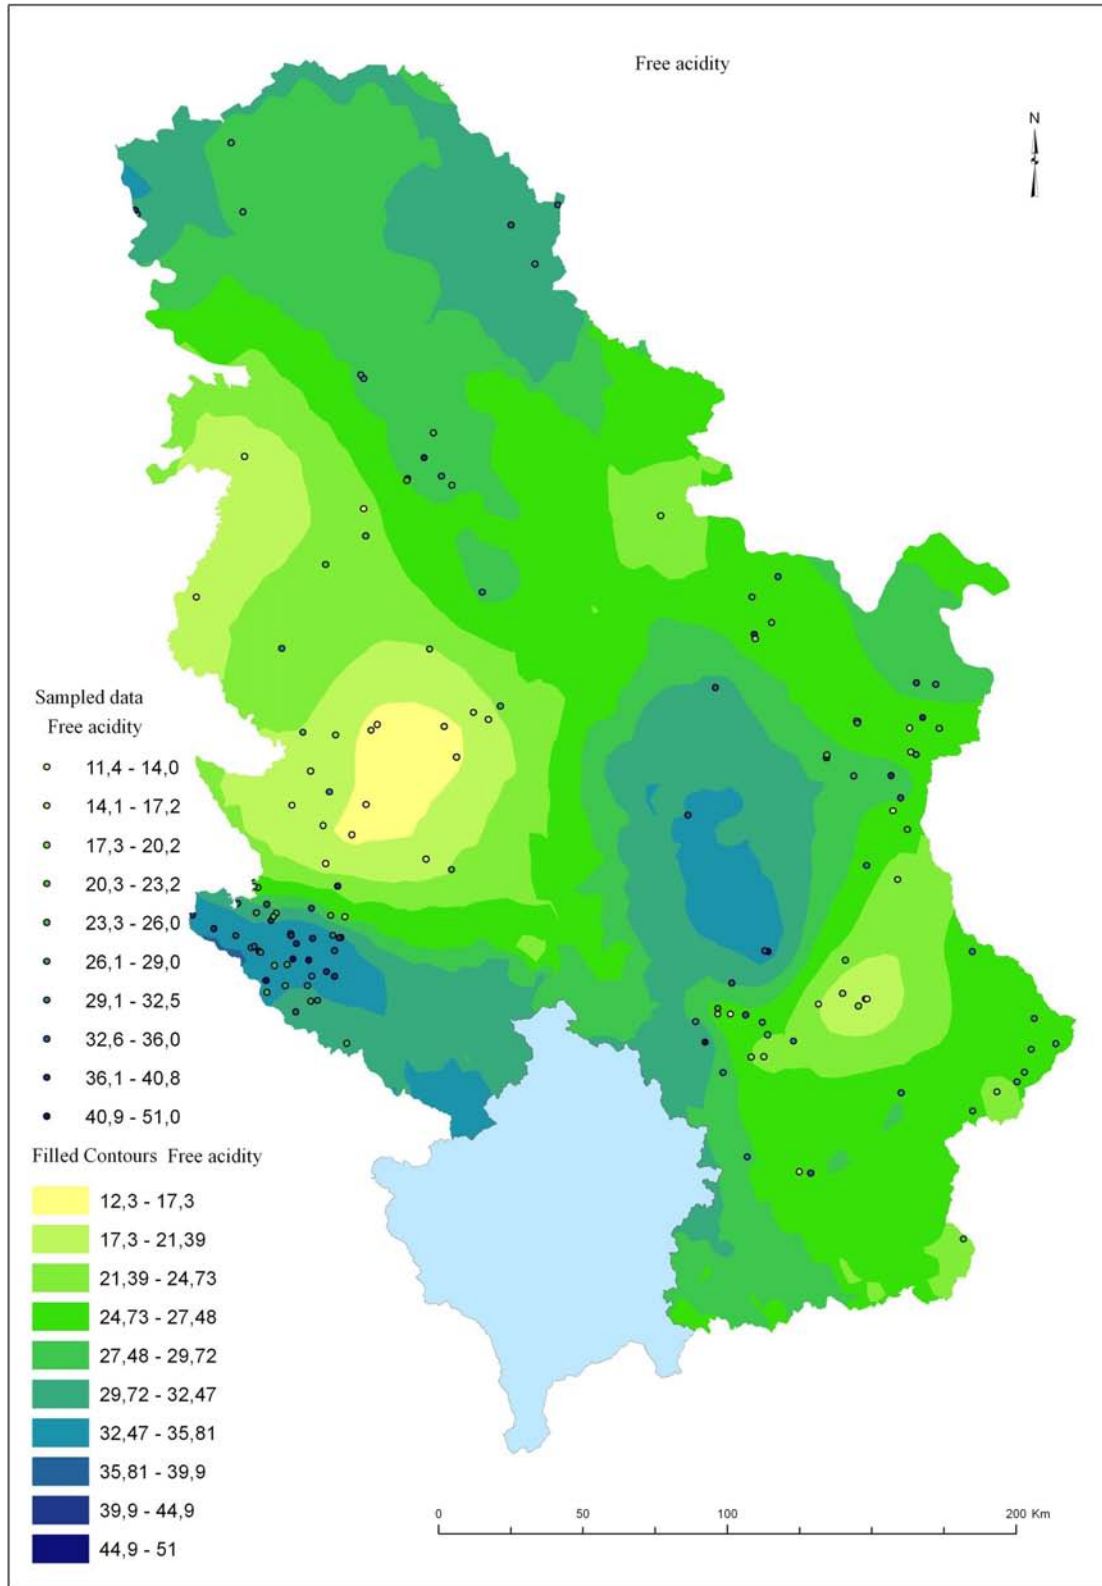 Free acidity
N
Sampled data
Free acidity
11,4 - 14,0
14,1 - 17,2
17,3 - 20,2
20,3 - 23,2
23,3 - 26,0
26,1 - 29,0
29,1 - 32,5
32,6 - 36,0
36,1 - 40,8
40,9 - 51,0
Filled Contours Free acidity
12,3 - 17,3
17,3 - 21,39
21,39 - 24,73
24,73 - 27,48
27,48 - 29,72
29,72 - 32,47
32,47 - 35,81
35,81 - 39,9
39,9 - 44,9
44,9 - 51
0 50 100 200 Km